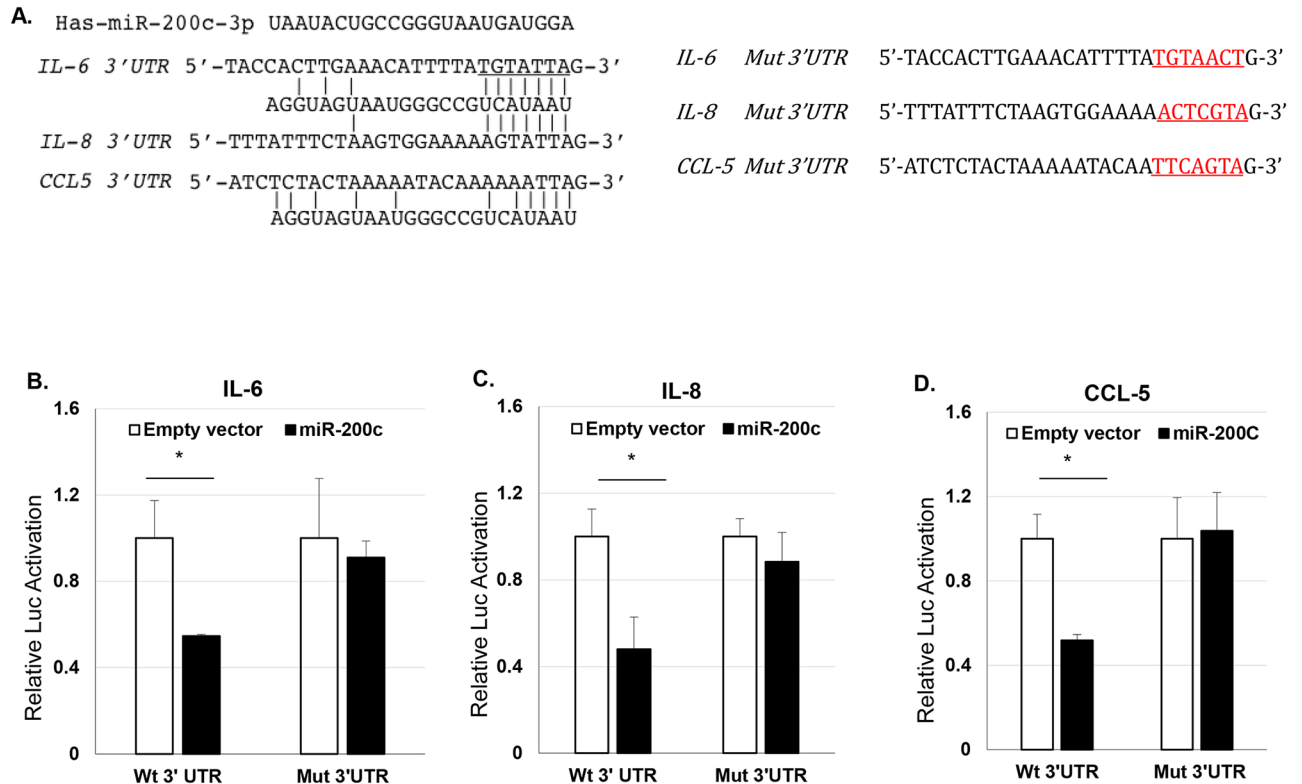 A.
Has-miR-200c-3p UAAUACUGCCGGGUAAUGAUGGA
IL-6 3’UTR 5’-TACCACTTGAAACATTTTATGTATTAG-3’
AGGUAGUAAUGGGCCGUCAUAAU
IL-8 3’UTR 5’-TTTATTTCTAAGTGGAAAAAGTATTAG-3’
CCL5 3’UTR 5’-ATCTCTACTAAAAATACAAAAAATTAG-3’
AGGUAGUAAUGGGCCGUCAUAAU
IL-6 Mut 3’UTR 5’-TACCACTTGAAACATTTTATGTAACTG-3’
IL-8 Mut 3’UTR 5’-TTTATTTCTAAGTGGAAAAACTCGTAG-3’
CCL-5 Mut 3’UTR 5’-ATCTCTACTAAAAATACAATTCAGTAG-3’
B.
IL-6
Empty vector miR-200c
*
Relative Luc Activation
1.6
1.2
0.8
0.4
0
Wt 3' UTR Mut 3'UTR
C.
IL-8
Empty vector miR-200c
*
Relative Luc Activation
1.6
1.2
0.8
0.4
0
Wt 3' UTR Mut 3'UTR
D.
CCL-5
Empty vector miR-200C
*
Relative Luc Activation
1.6
1.2
0.8
0.4
0
Wt 3' UTR Mut 3'UTR